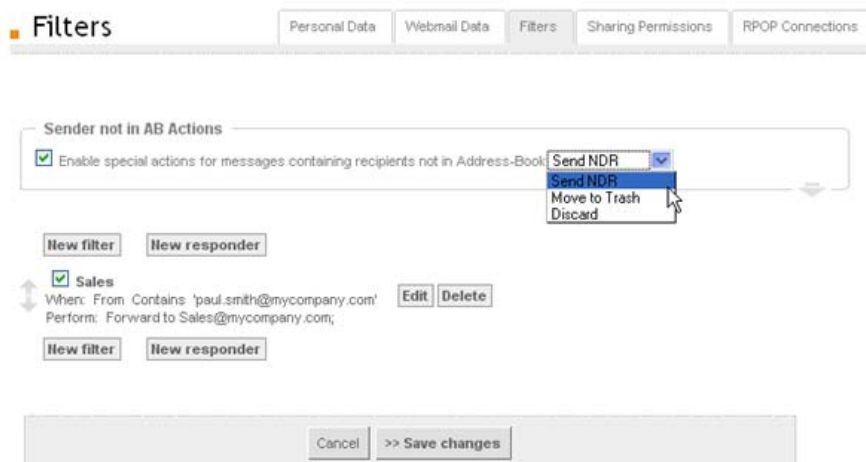 Filters
Personal Data
Webmail Data
Filters
Sharing Permissions
RPOP Connections
Sender not in AB Actions
Enable special actions for messages containing recipients not in Address-Book
Send NDR
Send NDR
Move to Trash
Discard
New filter
New responder
Sales
When: From Contains 'paul.smith@mycompany.com'
Perform: Forward to Sales@mycompany.com;
Edit
Delete
New filter
New responder
Cancel
>> Save changes